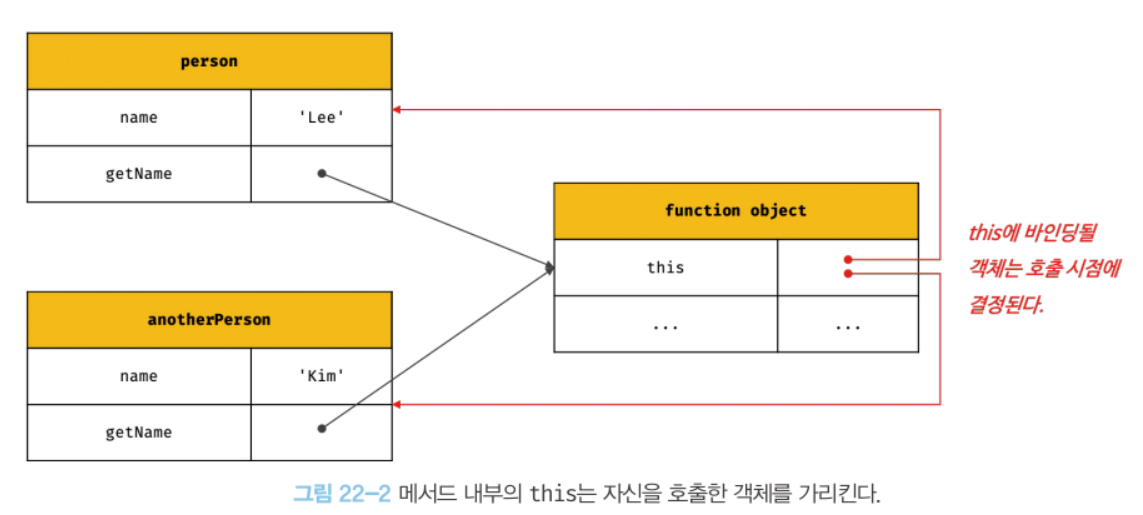 person
name 'Lee'
getName
function object
this
... ...
this에 바인딩될
객체는 호출 시점에
결정된다.
anotherPerson
name 'Kim'
getName
그림 22-2 메서드 내부의 this는 자신을 호출한 객체를 가리킨다.